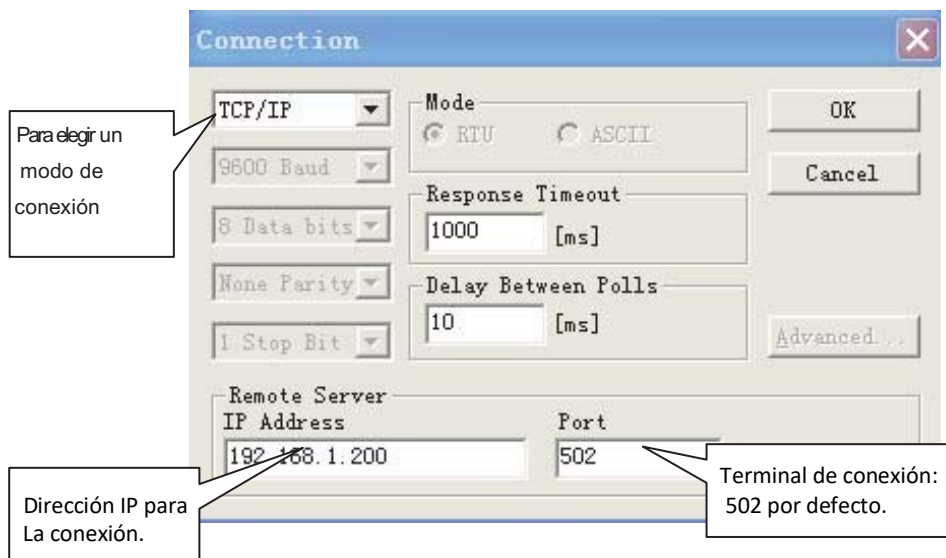 Connection
TCP/IP
9600 Baud
8 Data bits
None Parity
1 Stop Bit
Mode
RTU ASCII
Response Timeout
1000 [ms]
Delay Between Polls
10 [ms]
OK
Cancel
Advanced...
Remote Server
IP Address
192.168.1.200
Port
502
Para elegir un
modo de
conexión
Dirección IP para
La conexión.
Terminal de conexión:
502 por defecto.